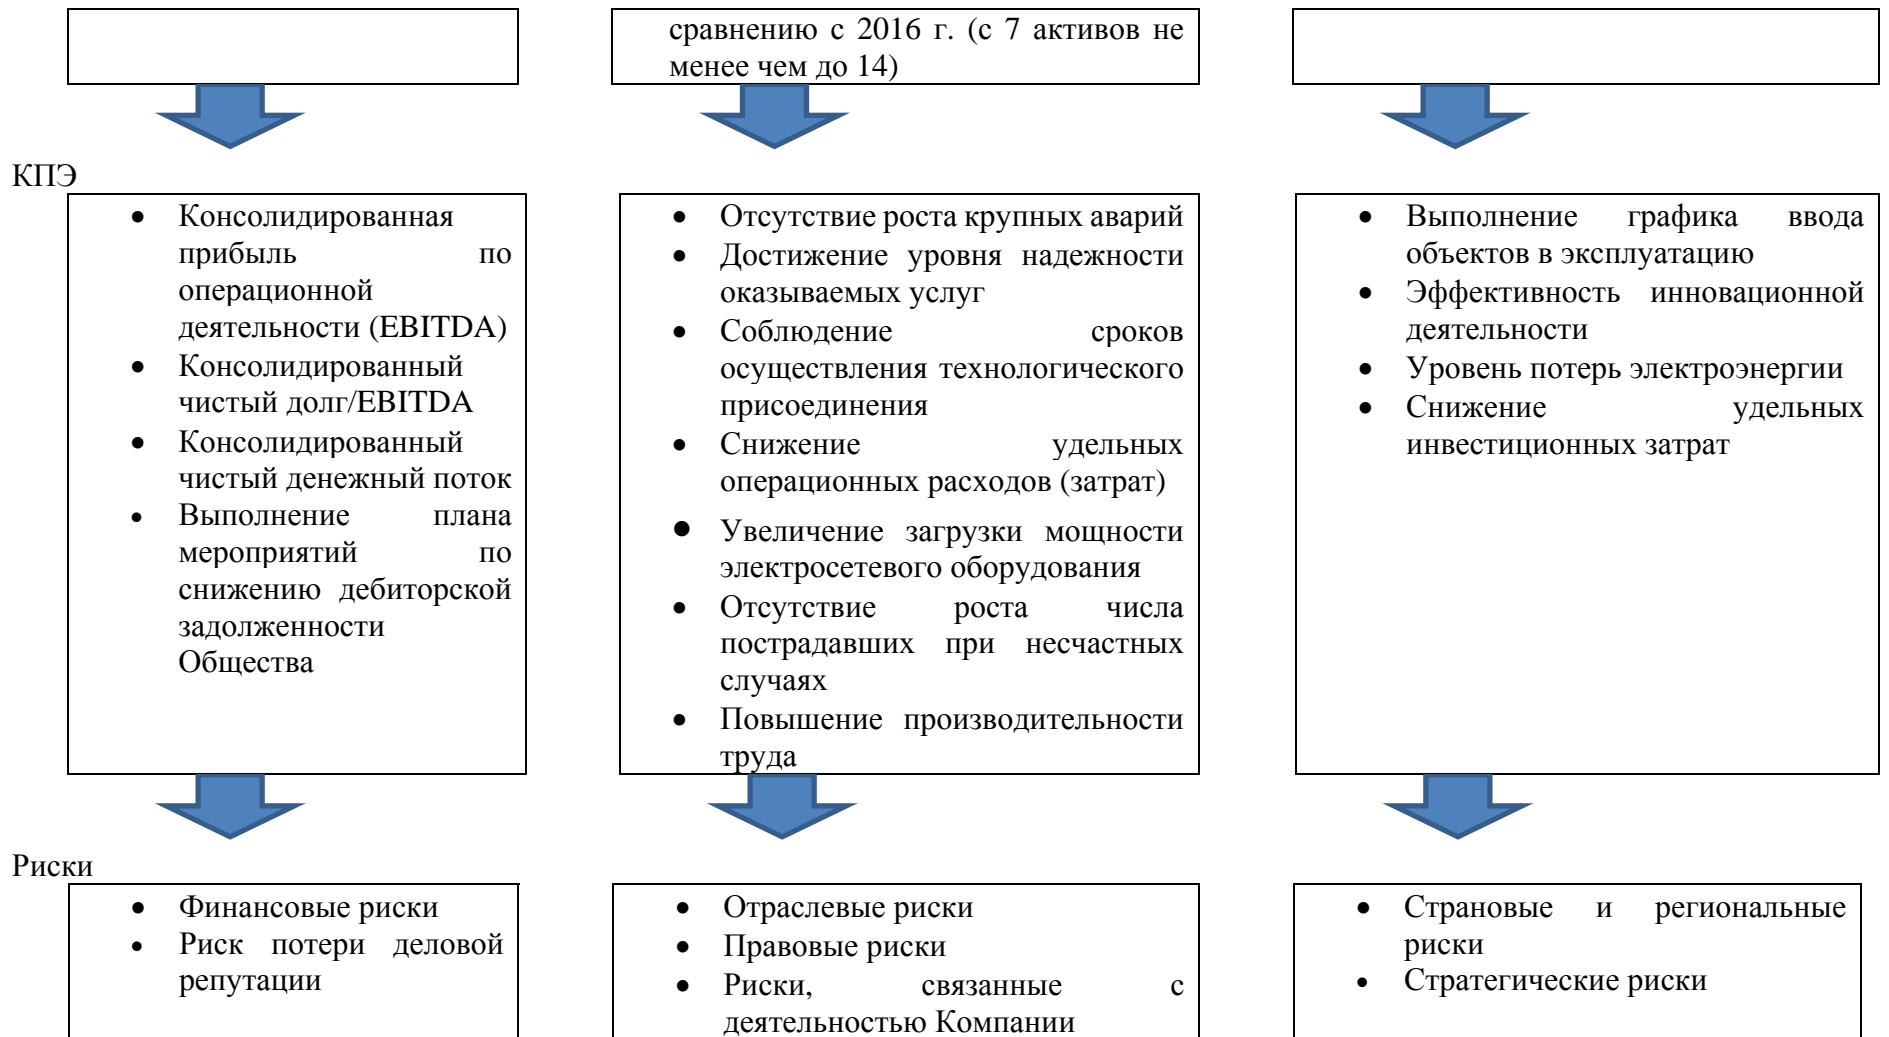 сравнению с 2016 г. (с 7 активов не
менее чем до 14)
КПЭ
• Консолидированная
прибыль по
операционной
деятельности (EBITDA)
• Консолидированный
чистый долг/EBITDA
• Консолидированный
чистый денежный поток
• Выполнение плана
мероприятий по
снижению дебиторской
задолженности
Общества
• Отсутствие роста крупных аварий
• Достижение уровня надежности
оказываемых услуг
• Соблюдение сроков
осуществления технологического
присоединения
• Снижение удельных
операционных расходов (затрат)
• Увеличение загрузки мощности
электросетевого оборудования
• Отсутствие роста числа
пострадавших при несчастных
случаях
• Повышение производительности
труда
• Выполнение графика ввода
объектов в эксплуатацию
• Эффективность инновационной
деятельности
• Уровень потерь электроэнергии
• Снижение удельных
инвестиционных затрат
Риски
• Финансовые риски
• Риск потери деловой
репутации
• Отраслевые риски
• Правовые риски
• Риски, связанные с
деятельностью Компании
• Страновые и региональные
риски
• Стратегические риски